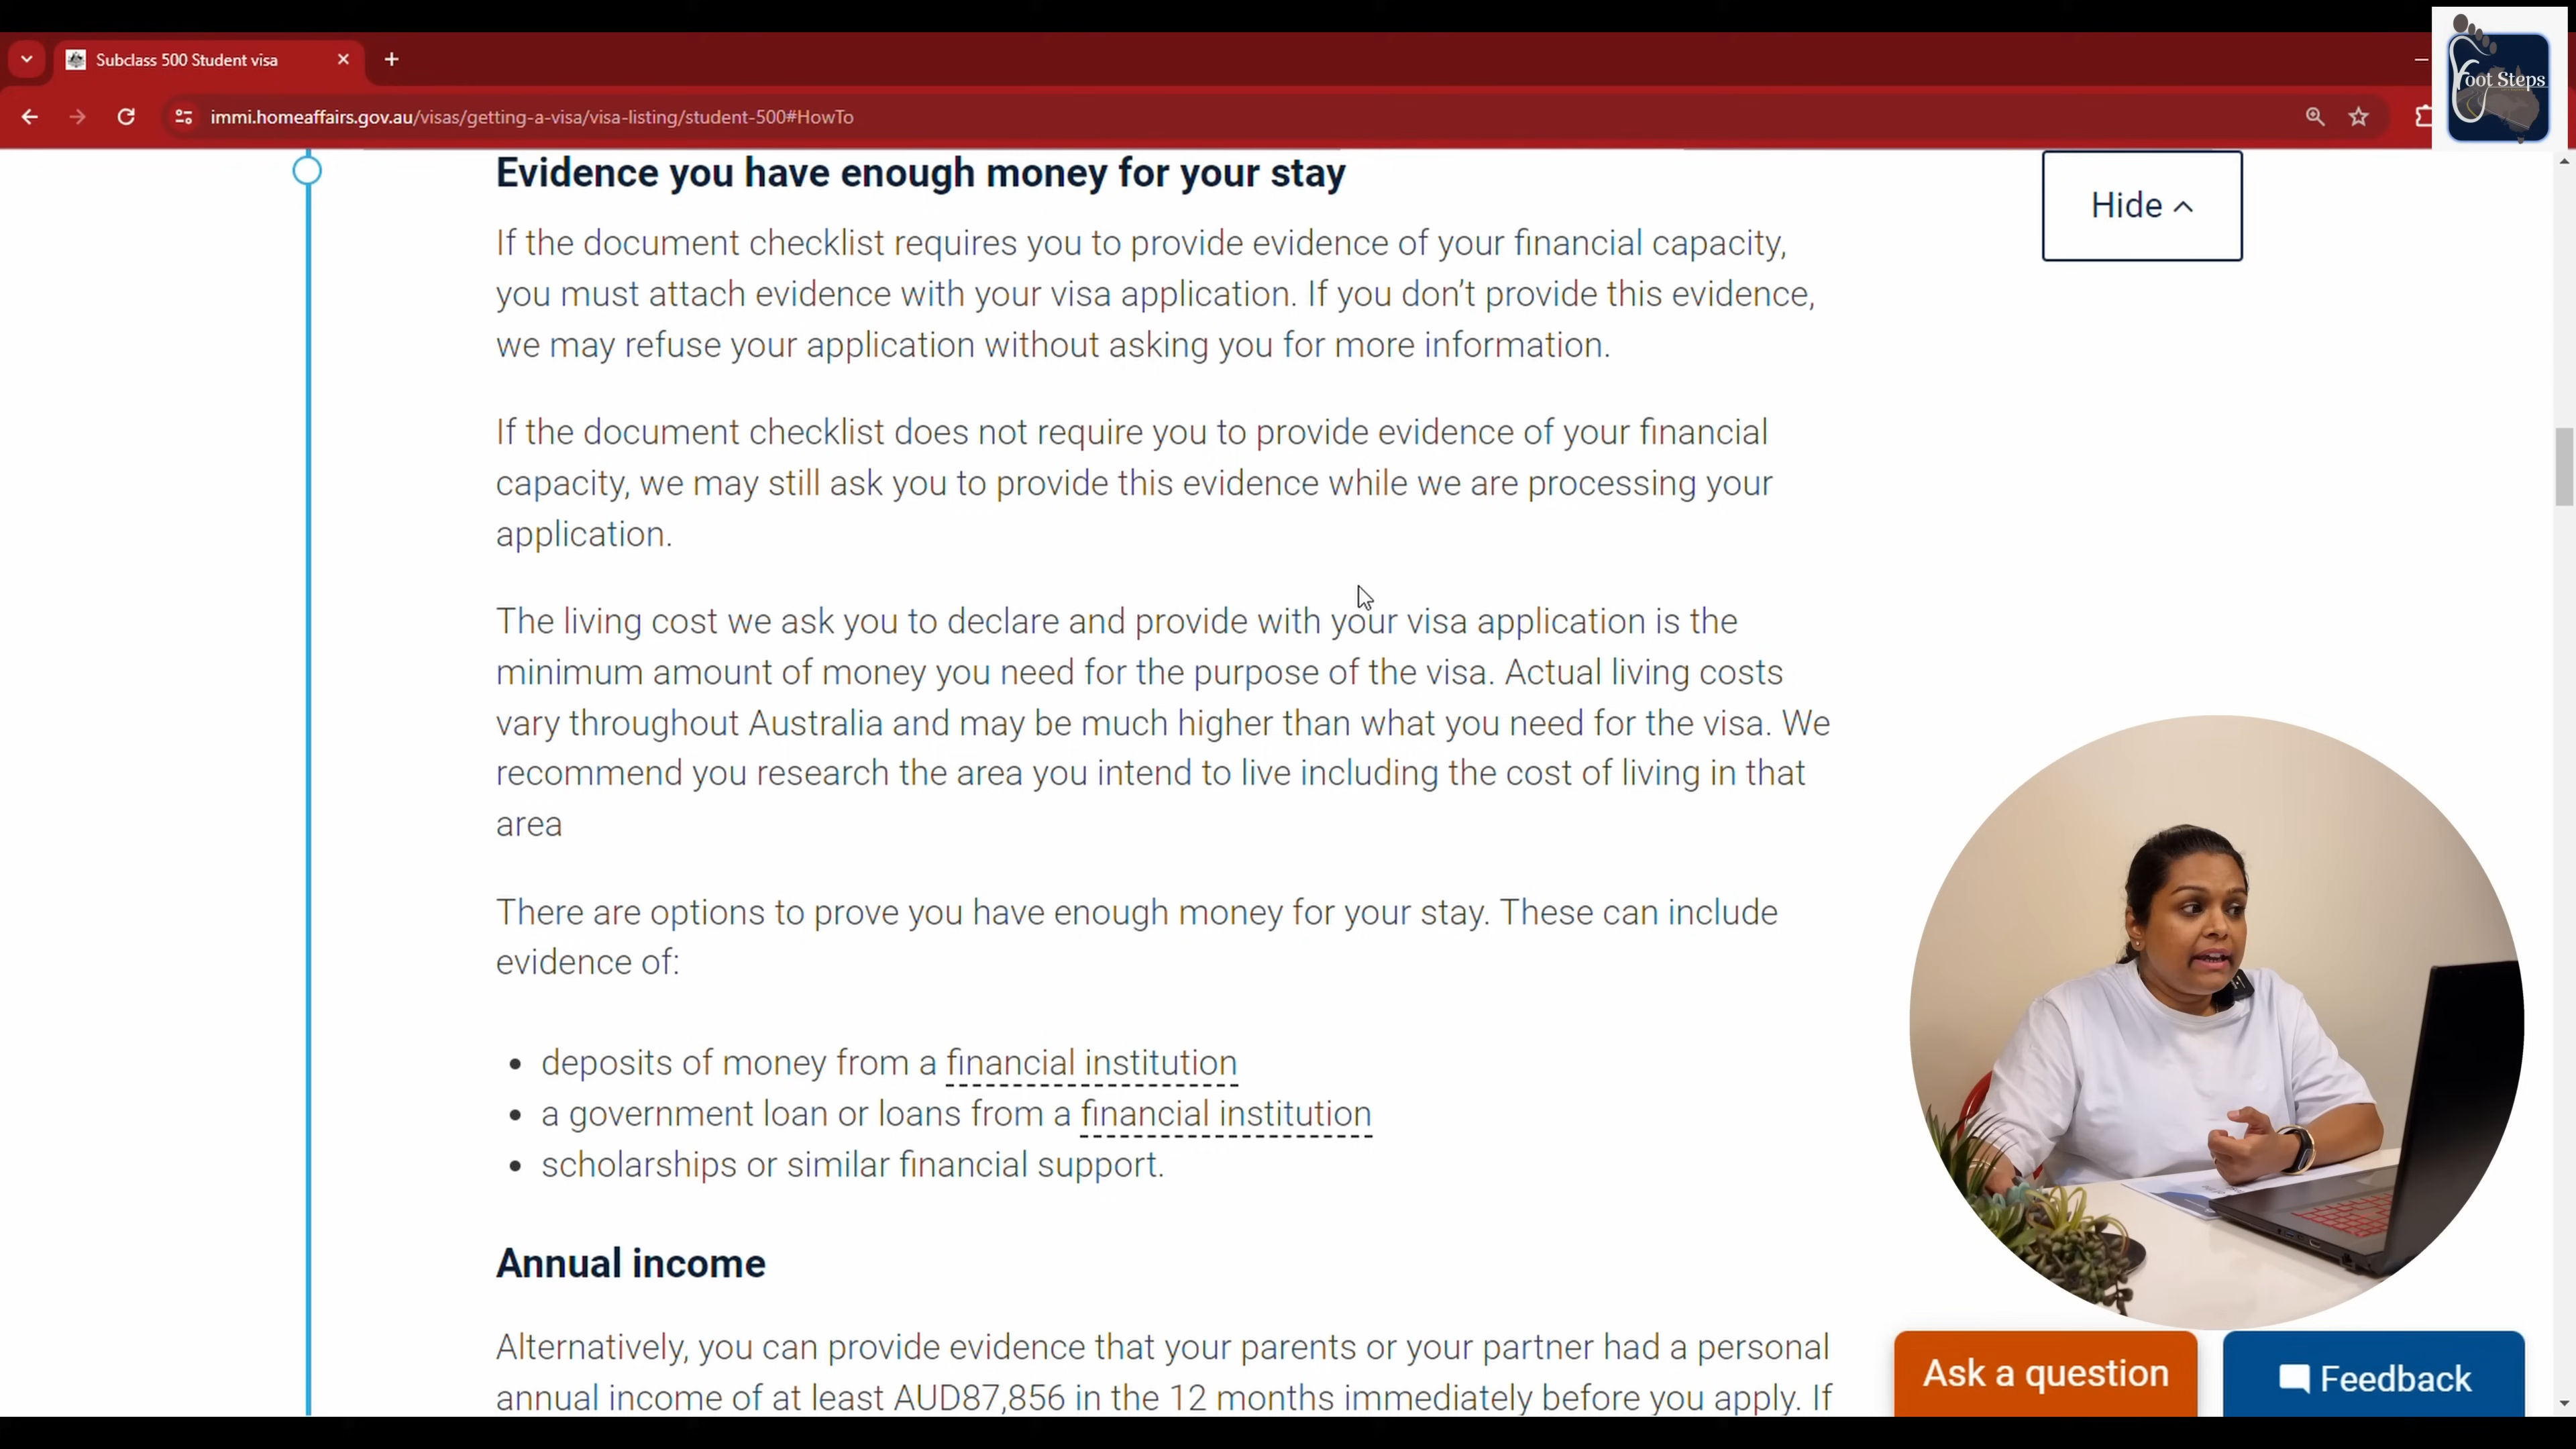 Subclass 500 Student visa
immi.homeaffairs.gov.au/visas/getting-a-visa/visa-listing/student-500#HowTo
Foot Steps
Evidence you have enough money for your stay
Hide
If the document checklist requires you to provide evidence of your financial capacity,
you must attach evidence with your visa application. If you don’t provide this evidence,
we may refuse your application without asking you for more information.
If the document checklist does not require you to provide evidence of your financial
capacity, we may still ask you to provide this evidence while we are processing your
application.
The living cost we ask you to declare and provide with your visa application is the
minimum amount of money you need for the purpose of the visa. Actual living costs
vary throughout Australia and may be much higher than what you need for the visa. We
recommend you research the area you intend to live including the cost of living in that
area
There are options to prove you have enough money for your stay. These can include
evidence of:
• deposits of money from a financial institution
• a government loan or loans from a financial institution
• scholarships or similar financial support.
Annual income
Alternatively, you can provide evidence that your parents or your partner had a personal
annual income of at least AUD87,856 in the 12 months immediately before you apply. If
Ask a question
Feedback